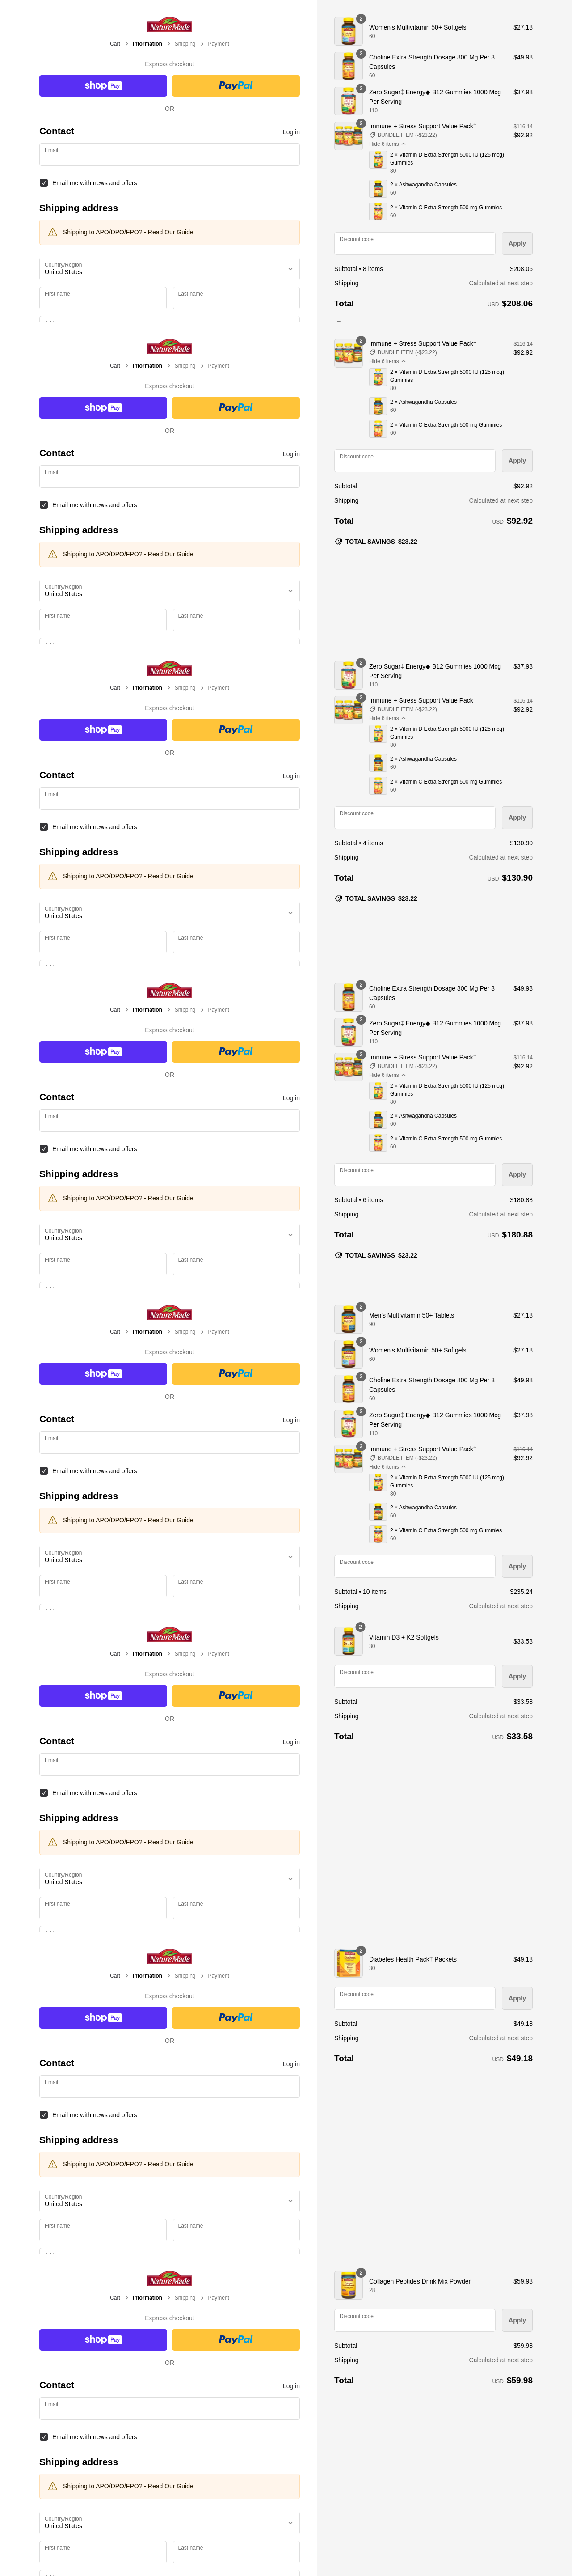 NatureMade
Cart > Information > Shipping > Payment
Express checkout
shop Pay
PayPal
OR
Contact
Log in
Email
Email me with news and offers
Shipping address
Shipping to APO/DPO/FPO? - Read Our Guide
Country/Region
United States
First name
Last name
2
Women's Multivitamin 50+ Softgels
$27.18
60
2
Choline Extra Strength Dosage 800 Mg Per 3
Capsules
$49.98
60
2
Zero Sugar‡ Energy◆ B12 Gummies 1000 Mcg
Per Serving
$37.98
110
2
Immune + Stress Support Value Pack†
$116.14
BUNDLE ITEM (-$23.22)
$92.92
Hide 6 items
2 × Vitamin D Extra Strength 5000 IU (125 mcg)
Gummies
80
2 × Ashwagandha Capsules
60
2 × Vitamin C Extra Strength 500 mg Gummies
60
Discount code
Apply
Subtotal • 8 items
$208.06
Shipping
Calculated at next step
Total
USD $208.06
NatureMade
Cart > Information > Shipping > Payment
Express checkout
shop Pay
PayPal
OR
Contact
Log in
Email
Email me with news and offers
Shipping address
Shipping to APO/DPO/FPO? - Read Our Guide
Country/Region
United States
First name
Last name
2
Immune + Stress Support Value Pack†
$116.14
BUNDLE ITEM (-$23.22)
$92.92
Hide 6 items
2 × Vitamin D Extra Strength 5000 IU (125 mcg)
Gummies
80
2 × Ashwagandha Capsules
60
2 × Vitamin C Extra Strength 500 mg Gummies
60
Discount code
Apply
Subtotal
$92.92
Shipping
Calculated at next step
Total
USD $92.92
TOTAL SAVINGS $23.22
NatureMade
Cart > Information > Shipping > Payment
Express checkout
shop Pay
PayPal
OR
Contact
Log in
Email
Email me with news and offers
Shipping address
Shipping to APO/DPO/FPO? - Read Our Guide
Country/Region
United States
First name
Last name
2
Zero Sugar‡ Energy◆ B12 Gummies 1000 Mcg
Per Serving
$37.98
110
2
Immune + Stress Support Value Pack†
$116.14
BUNDLE ITEM (-$23.22)
$92.92
Hide 6 items
2 × Vitamin D Extra Strength 5000 IU (125 mcg)
Gummies
80
2 × Ashwagandha Capsules
60
2 × Vitamin C Extra Strength 500 mg Gummies
60
Discount code
Apply
Subtotal • 4 items
$130.90
Shipping
Calculated at next step
Total
USD $130.90
TOTAL SAVINGS $23.22
NatureMade
Cart > Information > Shipping > Payment
Express checkout
shop Pay
PayPal
OR
Contact
Log in
Email
Email me with news and offers
Shipping address
Shipping to APO/DPO/FPO? - Read Our Guide
Country/Region
United States
First name
Last name
2
Choline Extra Strength Dosage 800 Mg Per 3
Capsules
$49.98
60
2
Zero Sugar‡ Energy◆ B12 Gummies 1000 Mcg
Per Serving
$37.98
110
2
Immune + Stress Support Value Pack†
$116.14
BUNDLE ITEM (-$23.22)
$92.92
Hide 6 items
2 × Vitamin D Extra Strength 5000 IU (125 mcg)
Gummies
80
2 × Ashwagandha Capsules
60
2 × Vitamin C Extra Strength 500 mg Gummies
60
Discount code
Apply
Subtotal • 6 items
$180.88
Shipping
Calculated at next step
Total
USD $180.88
TOTAL SAVINGS $23.22
NatureMade
Cart > Information > Shipping > Payment
Express checkout
shop Pay
PayPal
OR
Contact
Log in
Email
Email me with news and offers
Shipping address
Shipping to APO/DPO/FPO? - Read Our Guide
Country/Region
United States
First name
Last name
2
Men's Multivitamin 50+ Tablets
$27.18
90
2
Women's Multivitamin 50+ Softgels
$27.18
60
2
Choline Extra Strength Dosage 800 Mg Per 3
Capsules
$49.98
60
2
Zero Sugar‡ Energy◆ B12 Gummies 1000 Mcg
Per Serving
$37.98
110
2
Immune + Stress Support Value Pack†
$116.14
BUNDLE ITEM (-$23.22)
$92.92
Hide 6 items
2 × Vitamin D Extra Strength 5000 IU (125 mcg)
Gummies
80
2 × Ashwagandha Capsules
60
2 × Vitamin C Extra Strength 500 mg Gummies
60
Discount code
Apply
Subtotal • 10 items
$235.24
Shipping
Calculated at next step
NatureMade
Cart > Information > Shipping > Payment
Express checkout
shop Pay
PayPal
OR
Contact
Log in
Email
Email me with news and offers
Shipping address
Shipping to APO/DPO/FPO? - Read Our Guide
Country/Region
United States
First name
Last name
2
Vitamin D3 + K2 Softgels
$33.58
30
Discount code
Apply
Subtotal
$33.58
Shipping
Calculated at next step
Total
USD $33.58
NatureMade
Cart > Information > Shipping > Payment
Express checkout
shop Pay
PayPal
OR
Contact
Log in
Email
Email me with news and offers
Shipping address
Shipping to APO/DPO/FPO? - Read Our Guide
Country/Region
United States
First name
Last name
2
Diabetes Health Pack† Packets
$49.18
30
Discount code
Apply
Subtotal
$49.18
Shipping
Calculated at next step
Total
USD $49.18
NatureMade
Cart > Information > Shipping > Payment
Express checkout
shop Pay
PayPal
OR
Contact
Log in
Email
Email me with news and offers
Shipping address
Shipping to APO/DPO/FPO? - Read Our Guide
Country/Region
United States
First name
Last name
2
Collagen Peptides Drink Mix Powder
$59.98
28
Discount code
Apply
Subtotal
$59.98
Shipping
Calculated at next step
Total
USD $59.98